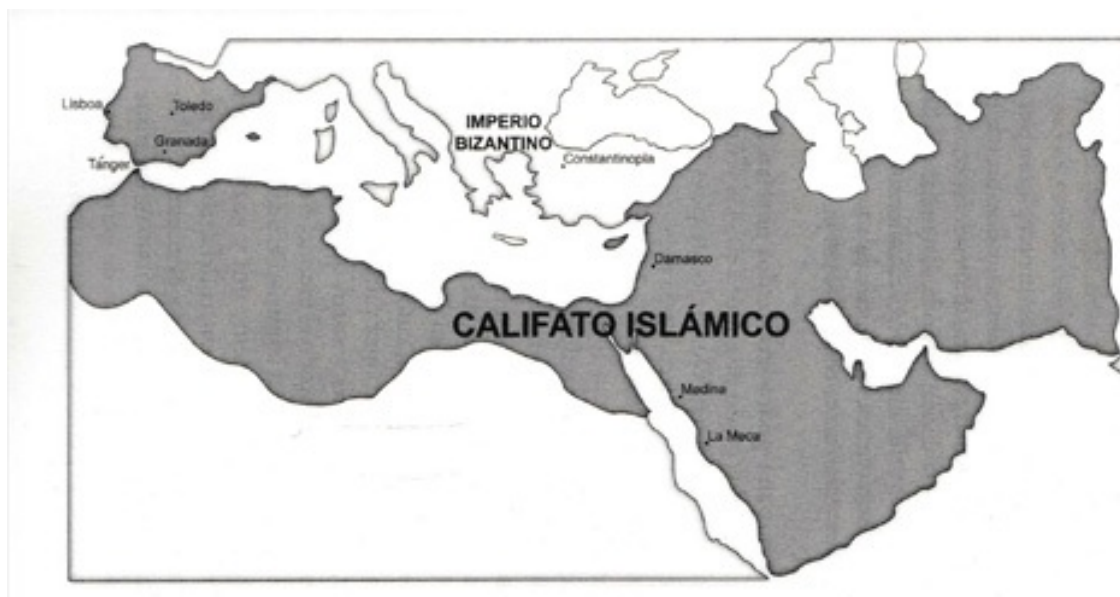 Lisboa
Toledo
Granada
Tánger
IMPERIO
BIZANTINO
Constantinopla
Damasco
CALIFATO ISLÁMICO
Medina
La Meca